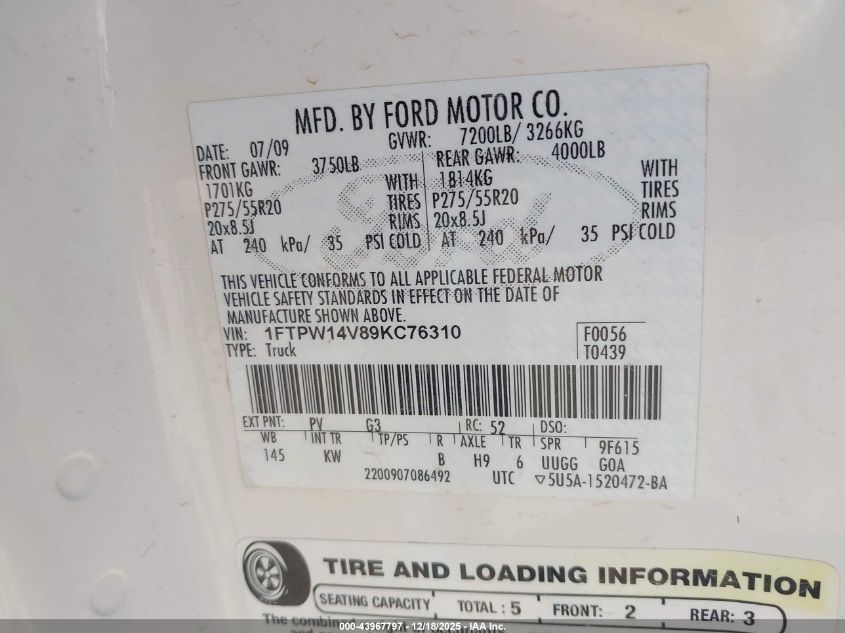 MFD. BY FORD MOTOR CO.
DATE: 07/09 GVWR: 7200LB/ 3266KG
FRONT GAWR: 3750LB REAR GAWR: 4000LB
1701KG WITH 1814KG WITH
P275/55R20 TIRES P275/55R20 TIRES
20x8.5J RIMS 20x8.5J RIMS
AT 240 kPa/ 35 PSI COLD AT 240 kPa/ 35 PSI COLD
Ford
THIS VEHICLE CONFORMS TO ALL APPLICABLE FEDERAL MOTOR
VEHICLE SAFETY STANDARDS IN EFFECT ON THE DATE OF
MANUFACTURE SHOWN ABOVE.
VIN: 1FTPW14V89KC76310 F0056
TYPE: Truck T0439
EXT PNT: PV G3 RC: 52 DSO:
WB INT TR TP/PS R AXLE TR SPR 9F615
145 KW B H9 6 UUGG GOA
2200907086492 UTC ▽5U5A-1520472-BA
TIRE AND LOADING INFORMATION
SEATING CAPACITY TOTAL : 5 FRONT: 2 REAR: 3
The combined
000-43967797 - 12/18/2025 - IAA Inc.